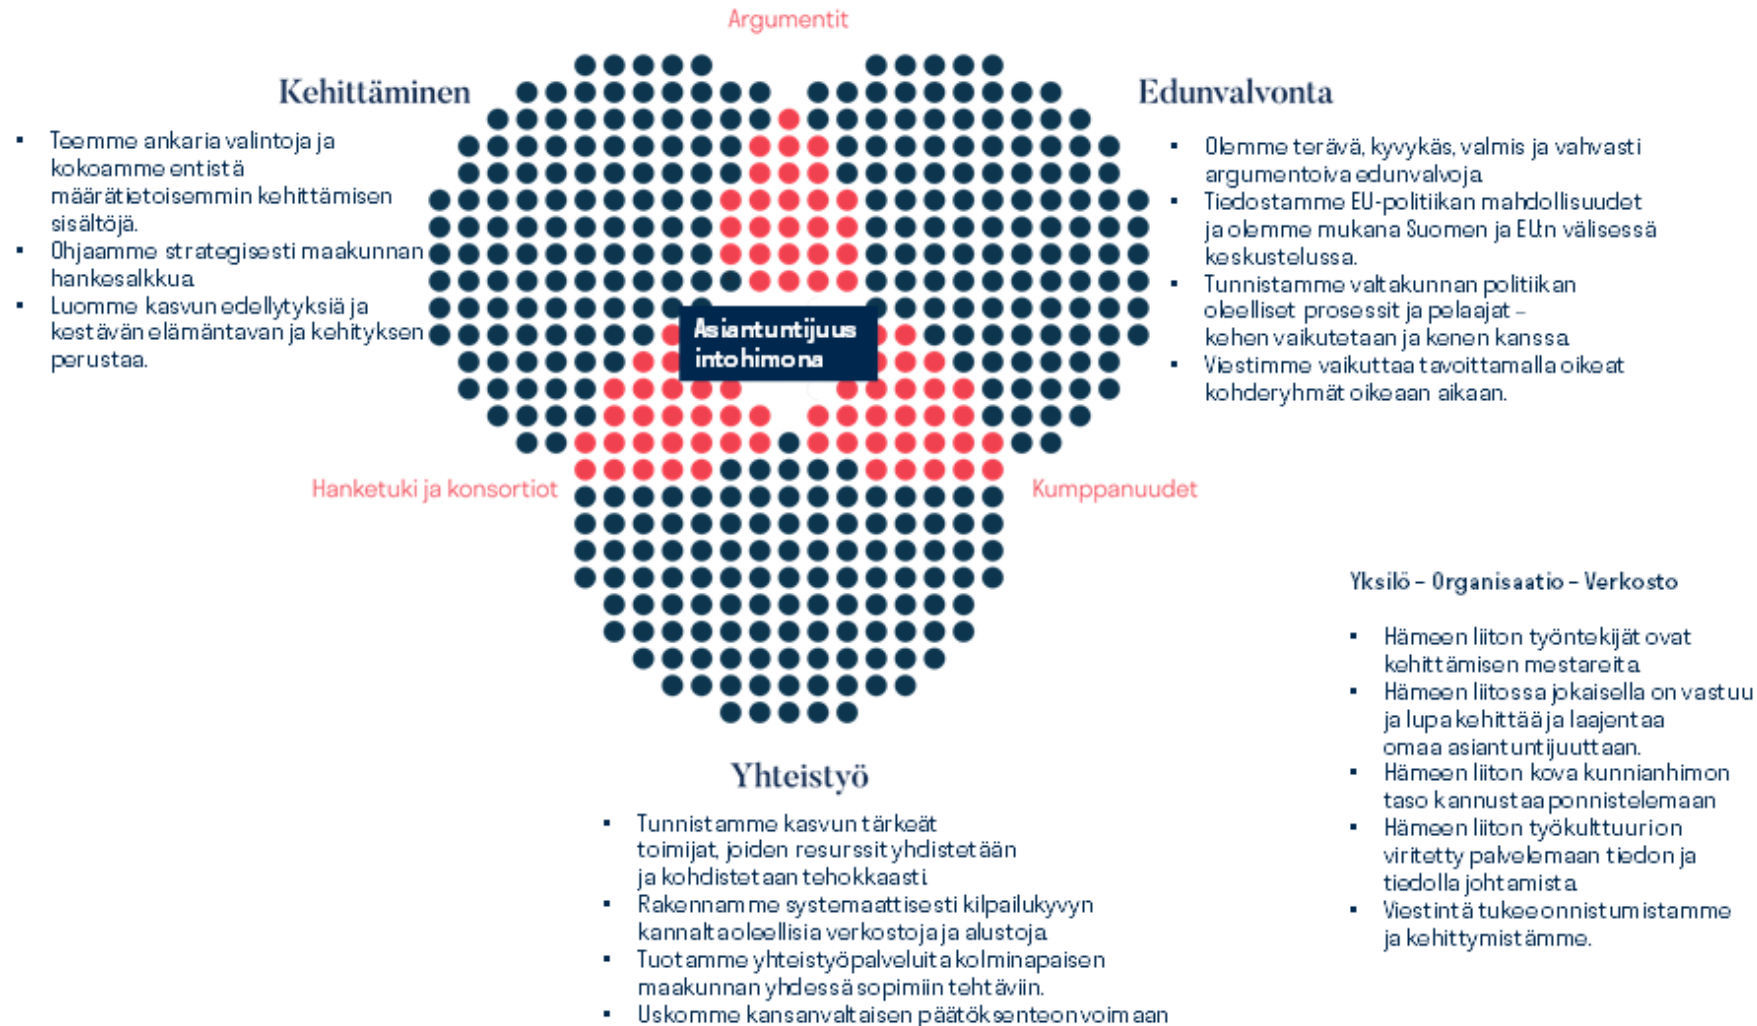 Argumentit
Kehittäminen
▪ Teemme ankaria valintoja ja
kokoamme entistä
määrätietoisemmin kehittämisen
sisältöjä.
▪ Ohjaamme strategisesti maakunnan
hankesalkkua.
▪ Luomme kasvun edellytyksiä ja
kestävän elämäntavan ja kehityksen
perustaa.
Edunvalvonta
▪ Olemme terävä, kyvykäs, valmis ja vahvasti
argumentoiva edunvalvoja.
▪ Tiedostamme EU-politiikan mahdollisuudet
ja olemme mukana Suomen ja EU:n välisessä
keskustelussa.
▪ Tunnistamme valtakunnan politiikan
oleelliset prosessit ja pelaajat –
kehen vaikutetaan ja kenen kanssa.
▪ Viestimme vaikuttaa tavoittamalla oikeat
kohderyhmät oikeaan aikaan.
Asiantuntijuus
intohimona
Hanketuki ja konsortiot
Kumppanuudet
Yhteistyö
▪ Tunnistamme kasvun tärkeät
toimijat, joiden resurssit yhdistetään
ja kohdistetaan tehokkaasti.
▪ Rakennamme systemaattisesti kilpailukyvyn
kannalta oleellisia verkostoja ja alustoja.
▪ Tuotamme yhteistyöpalveluita kolminapaisen
maakunnan yhdessä sopimiin tehtäviin.
▪ Uskomme kansanvaltaisen päätöksenteon voimaan
Yksilö – Organisaatio – Verkosto
▪ Hämeen liiton työntekijät ovat
kehittämisen mestareita.
▪ Hämeen liitossa jokaisella on vastuu
ja lupa kehittää ja laajentaa
omaa asiantuntijuuttaan.
▪ Hämeen liiton kova kunnianhimon
taso kannustaa ponnistelemaan
▪ Hämeen liiton työkulttuuri on
viritetty palvelemaan tiedon ja
tiedolla johtamista.
▪ Viestintä tukee onnistumistamme
ja kehittymistämme.